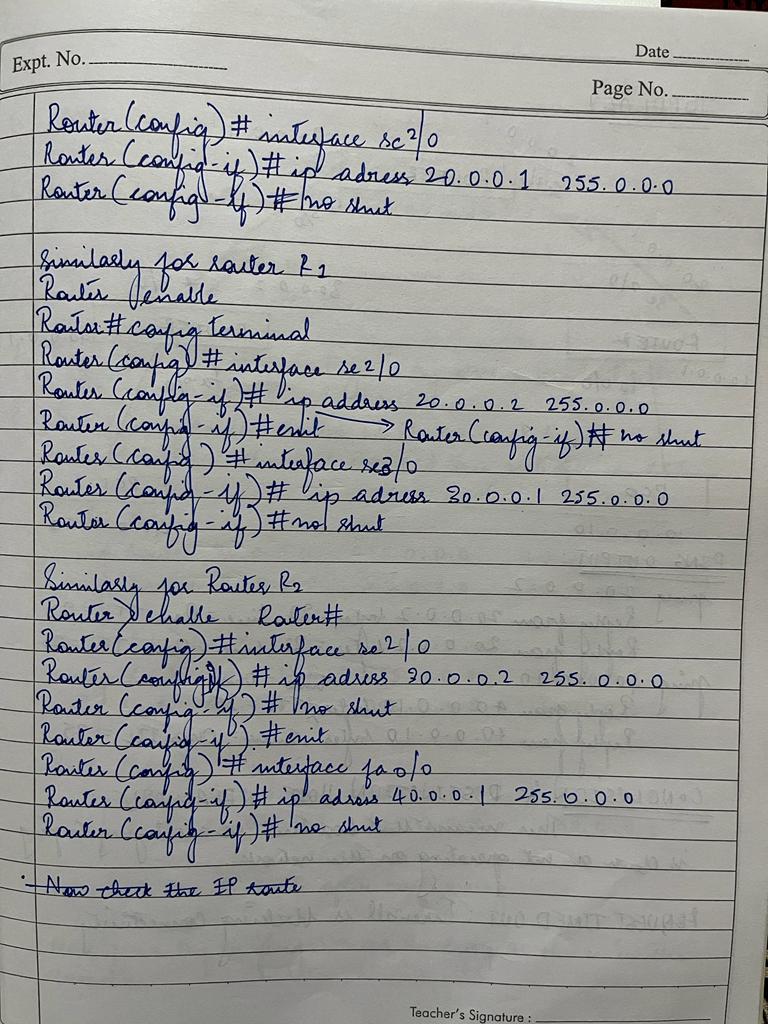 Expt. No.
Date
Page No.
Router (config) # interface se2/0
Router (config-if) # ip adress 20.0.0.1 255.0.0.0
Router (config-if) # no shut
Similarly for router R1
Router enable
Router# config terminal
Router (config) # interface se2/0
Router (config-if) # ip address 20.0.0.2 255.0.0.0
Router (config-if) #exit → Router (config-if) # no shut
Router (config) # interface se3/0
Router (config-if) # ip adress 30.0.0.1 255.0.0.0
Router (config-if) # no shut
Similarly for Router R2
Router> enable Router#
Router (config) # interface se2/0
Router (config-if) # ip adress 30.0.0.2 255.0.0.0
Router (config-if) # no shut
Router (config-if) #exit
Router (config) # interface fa0/0
Router (config-if) # ip adress 40.0.0.1 255.0.0.0
Router (config-if) # no shut
Now check the IP route
Teacher's Signature :